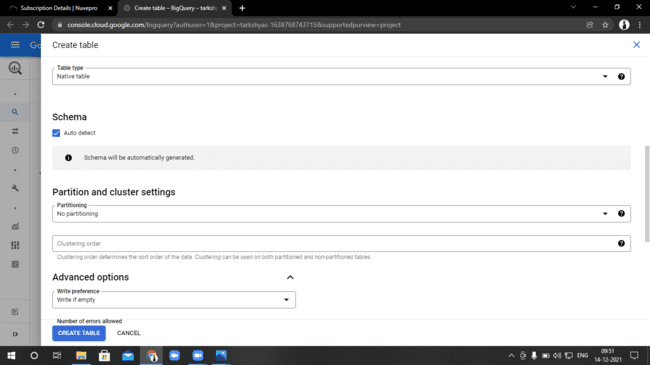 Subscription Details | Nuvepro
Create table – BigQuery – tarkshy
console.cloud.google.com/bigquery?authuser=1&project=tarkshyas-1638768743715&supportedpurview=project
Create table
Table type
Native table
Schema
Auto detect
Schema will be automatically generated.
Partition and cluster settings
Partitioning
No partitioning
Clustering order
Clustering order determines the sort order of the data. Clustering can be used on both partitioned and non-partitioned tables.
Advanced options
Write preference
Write if empty
Number of errors allowed
CREATE TABLE CANCEL
ENG
09:51
14-12-2021